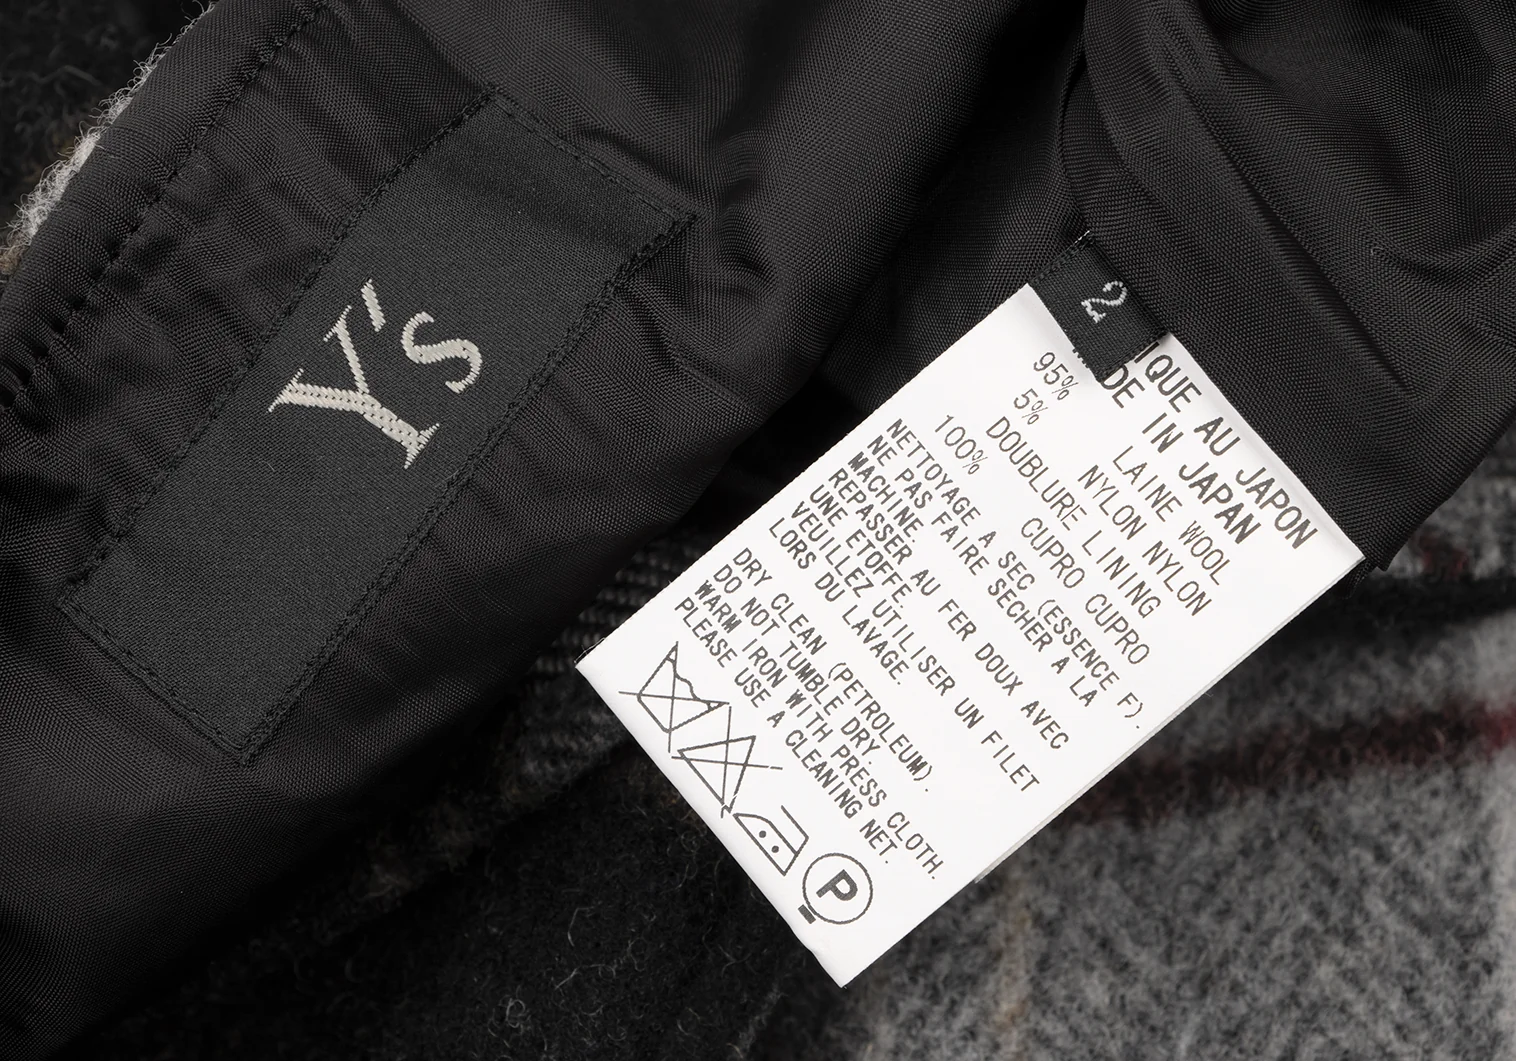 Y's
2
IQUE AU JAPON
DE IN JAPAN
95% LAINE WOOL
5% NYLON NYLON
DOUBLURE LINING
100% CUPRO CUPRO
NETTOYAGE A SEC (ESSENCE F).
NE PAS FAIRE SECHER A LA
MACHINE.
REPASSER AU FER DOUX AVEC
UNE ETOFFE.
VEUILLEZ UTILISER UN FILET
LORS DU LAVAGE.
DRY CLEAN (PETROLEUM).
DO NOT TUMBLE DRY.
WARM IRON WITH PRESS CLOTH.
PLEASE USE A CLEANING NET.
P